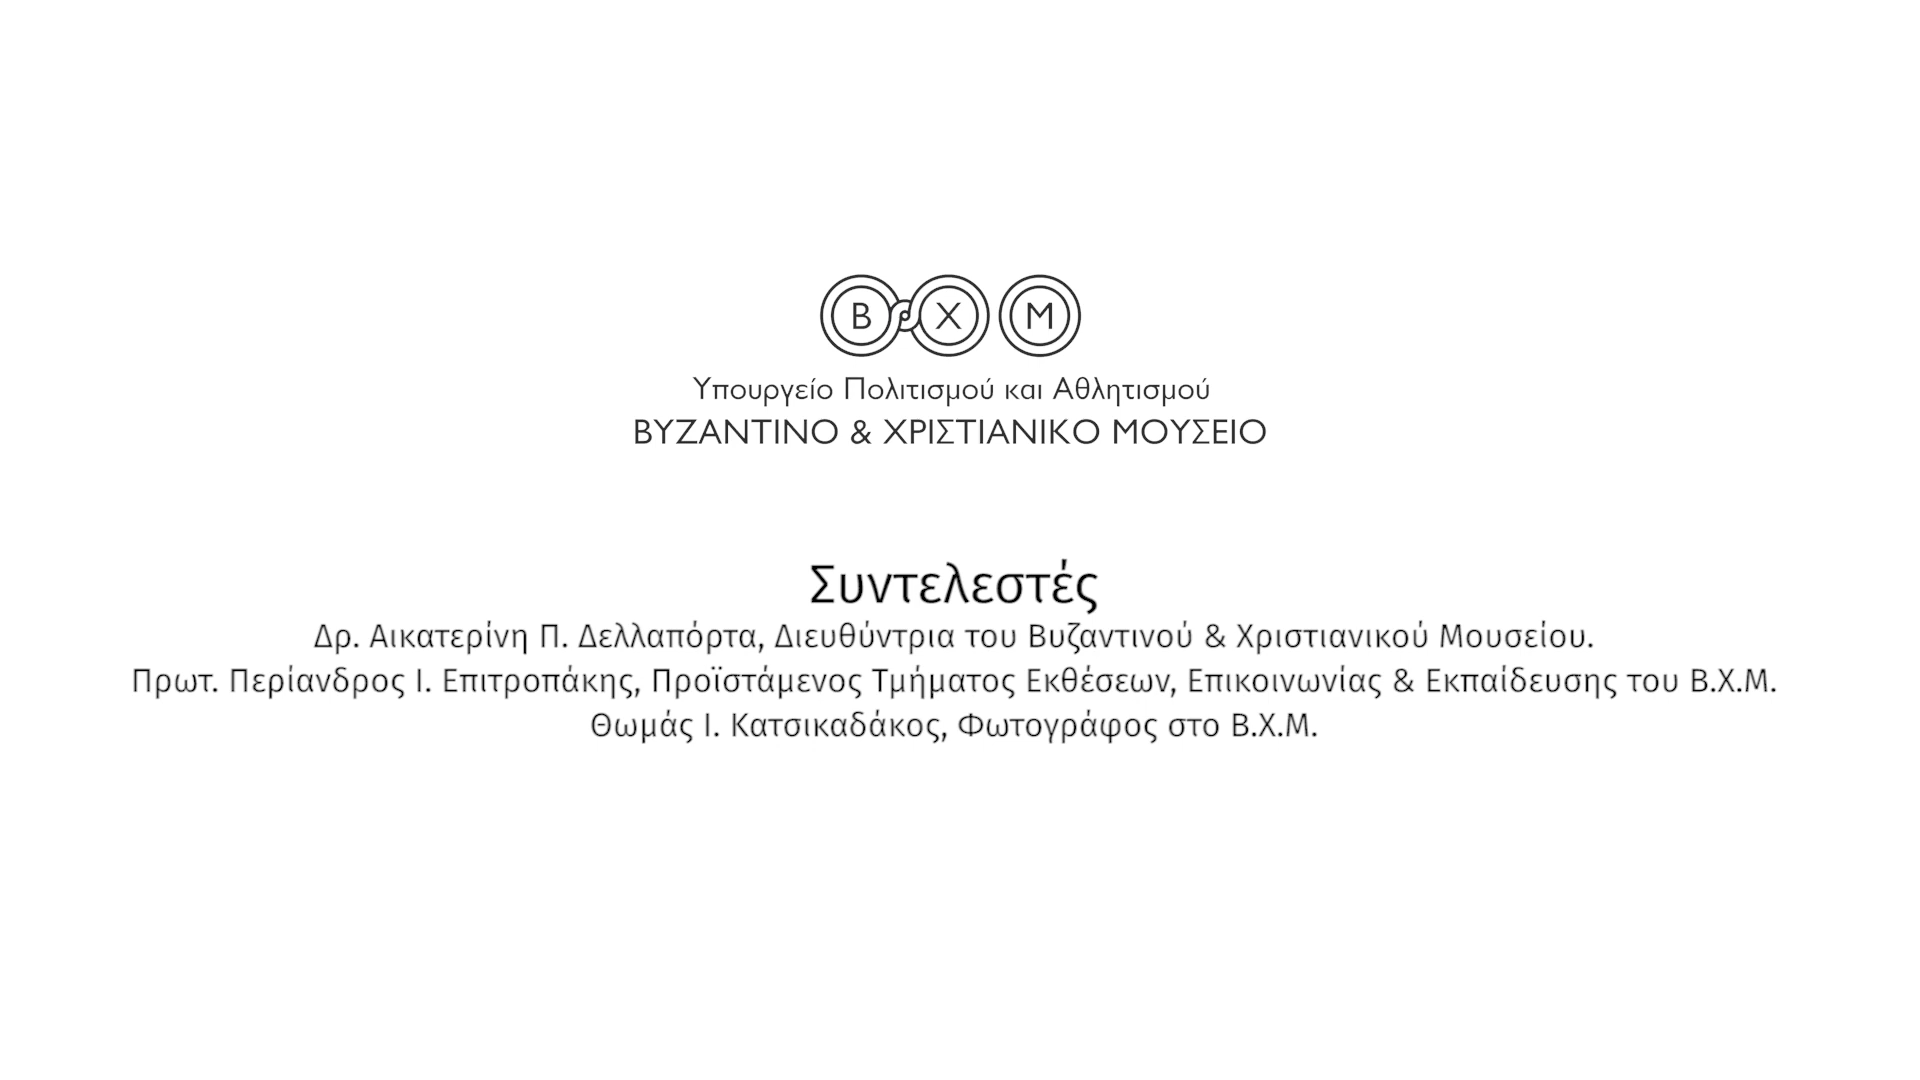 Β Χ Μ
Υπουργείο Πολιτισμού και Αθλητισμού
ΒΥΖΑΝΤΙΝΟ & ΧΡΙΣΤΙΑΝΙΚΟ ΜΟΥΣΕΙΟ
Συντελεστές
Δρ. Αικατερίνη Π. Δελλαπόρτα, Διευθύντρια του Βυζαντινού & Χριστιανικού Μουσείου.
Πρωτ. Περίανδρος Ι. Επιτροπάκης, Προϊστάμενος Τμήματος Εκθέσεων, Επικοινωνίας & Εκπαίδευσης του Β.Χ.Μ.
Θωμάς Ι. Κατσικαδάκος, Φωτογράφος στο Β.Χ.Μ.